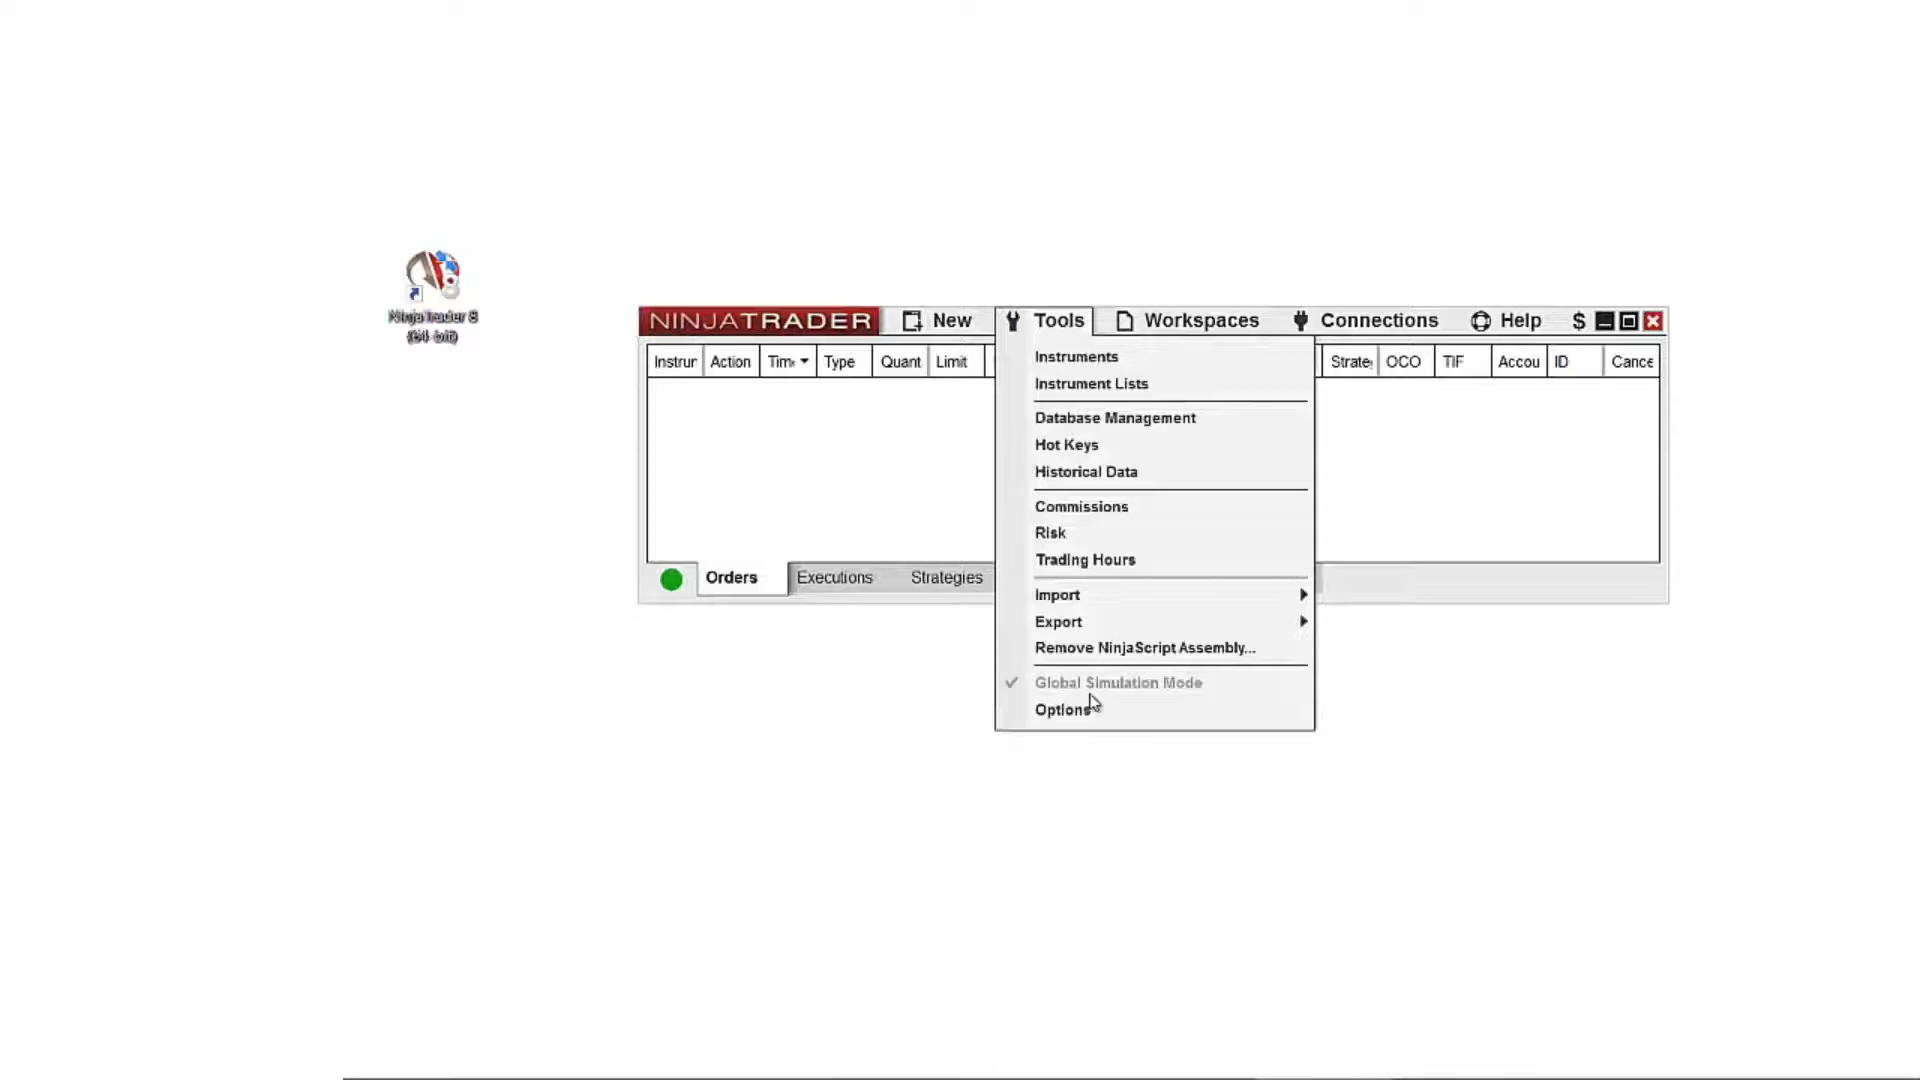 NinjaTrader 8
(64-bit)
NINJATRADER New Tools Workspaces Connections Help $
Instrur Action Tim Type Quant Limit Strate OCO TIF Accou ID Cance
Instruments
Instrument Lists
Database Management
Hot Keys
Historical Data
Commissions
Risk
Trading Hours
Orders Executions Strategies
Import
Export
Remove NinjaScript Assembly...
Global Simulation Mode
Options